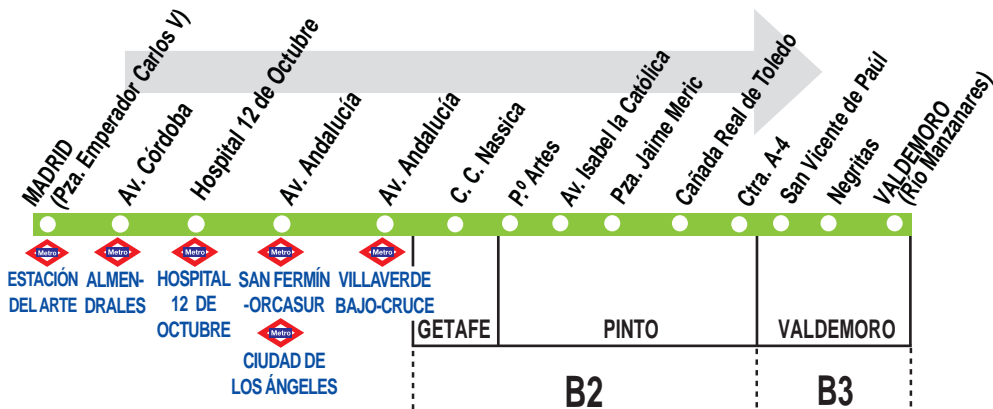 MADRID
(Pza. Emperador Carlos V)
Av. Córdoba
Hospital 12 de Octubre
Av. Andalucía
Av. Andalucía
C. C. Nassica
P.º Artes
Av. Isabel la Católica
Pza. Jaime Meric
Cañada Real de Toledo
Ctra. A-4
San Vicente de Paúl
Negritas
VALDEMORO
(Río Manzanares)
Metro
Metro
Metro
Metro
Metro
ESTACIÓN
DEL ARTE
ALMEN-
DRALES
HOSPITAL
12 DE
OCTUBRE
SAN FERMÍN
-ORCASUR
Metro
CIUDAD DE
LOS ÁNGELES
VILLAVERDE
BAJO-CRUCE
GETAFE
PINTO
VALDEMORO
B2
B3